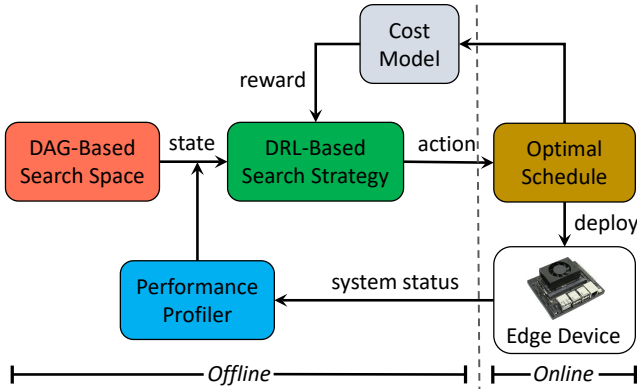 Cost
Model
reward
DAG-Based
Search Space
state
DRL-Based
Search Strategy
action
Optimal
Schedule
deploy
Performance
Profiler
system status
Edge Device
Offline
Online